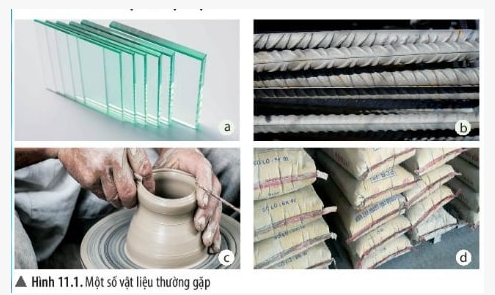 a
b
c
d
▲ Hình 11.1. Một số vật liệu thường gặp